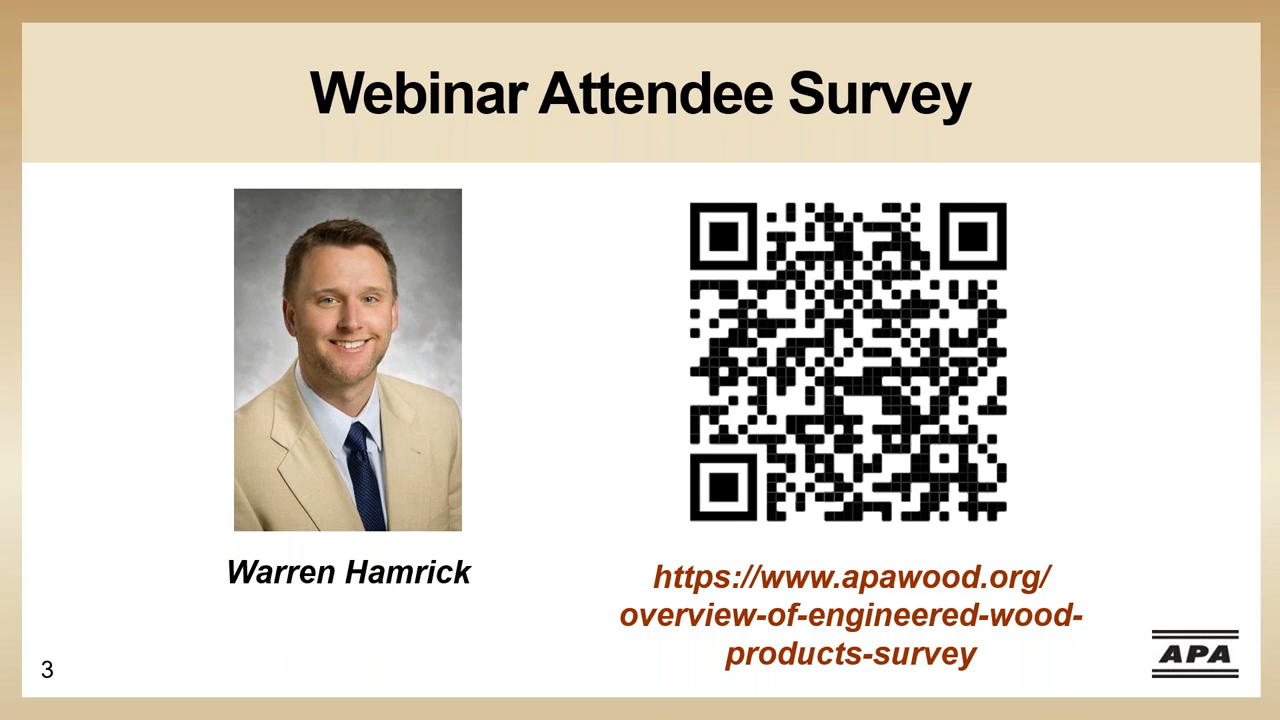 Webinar Attendee Survey
Warren Hamrick
https://www.apawood.org/
overview-of-engineered-wood-
products-survey
3
APA